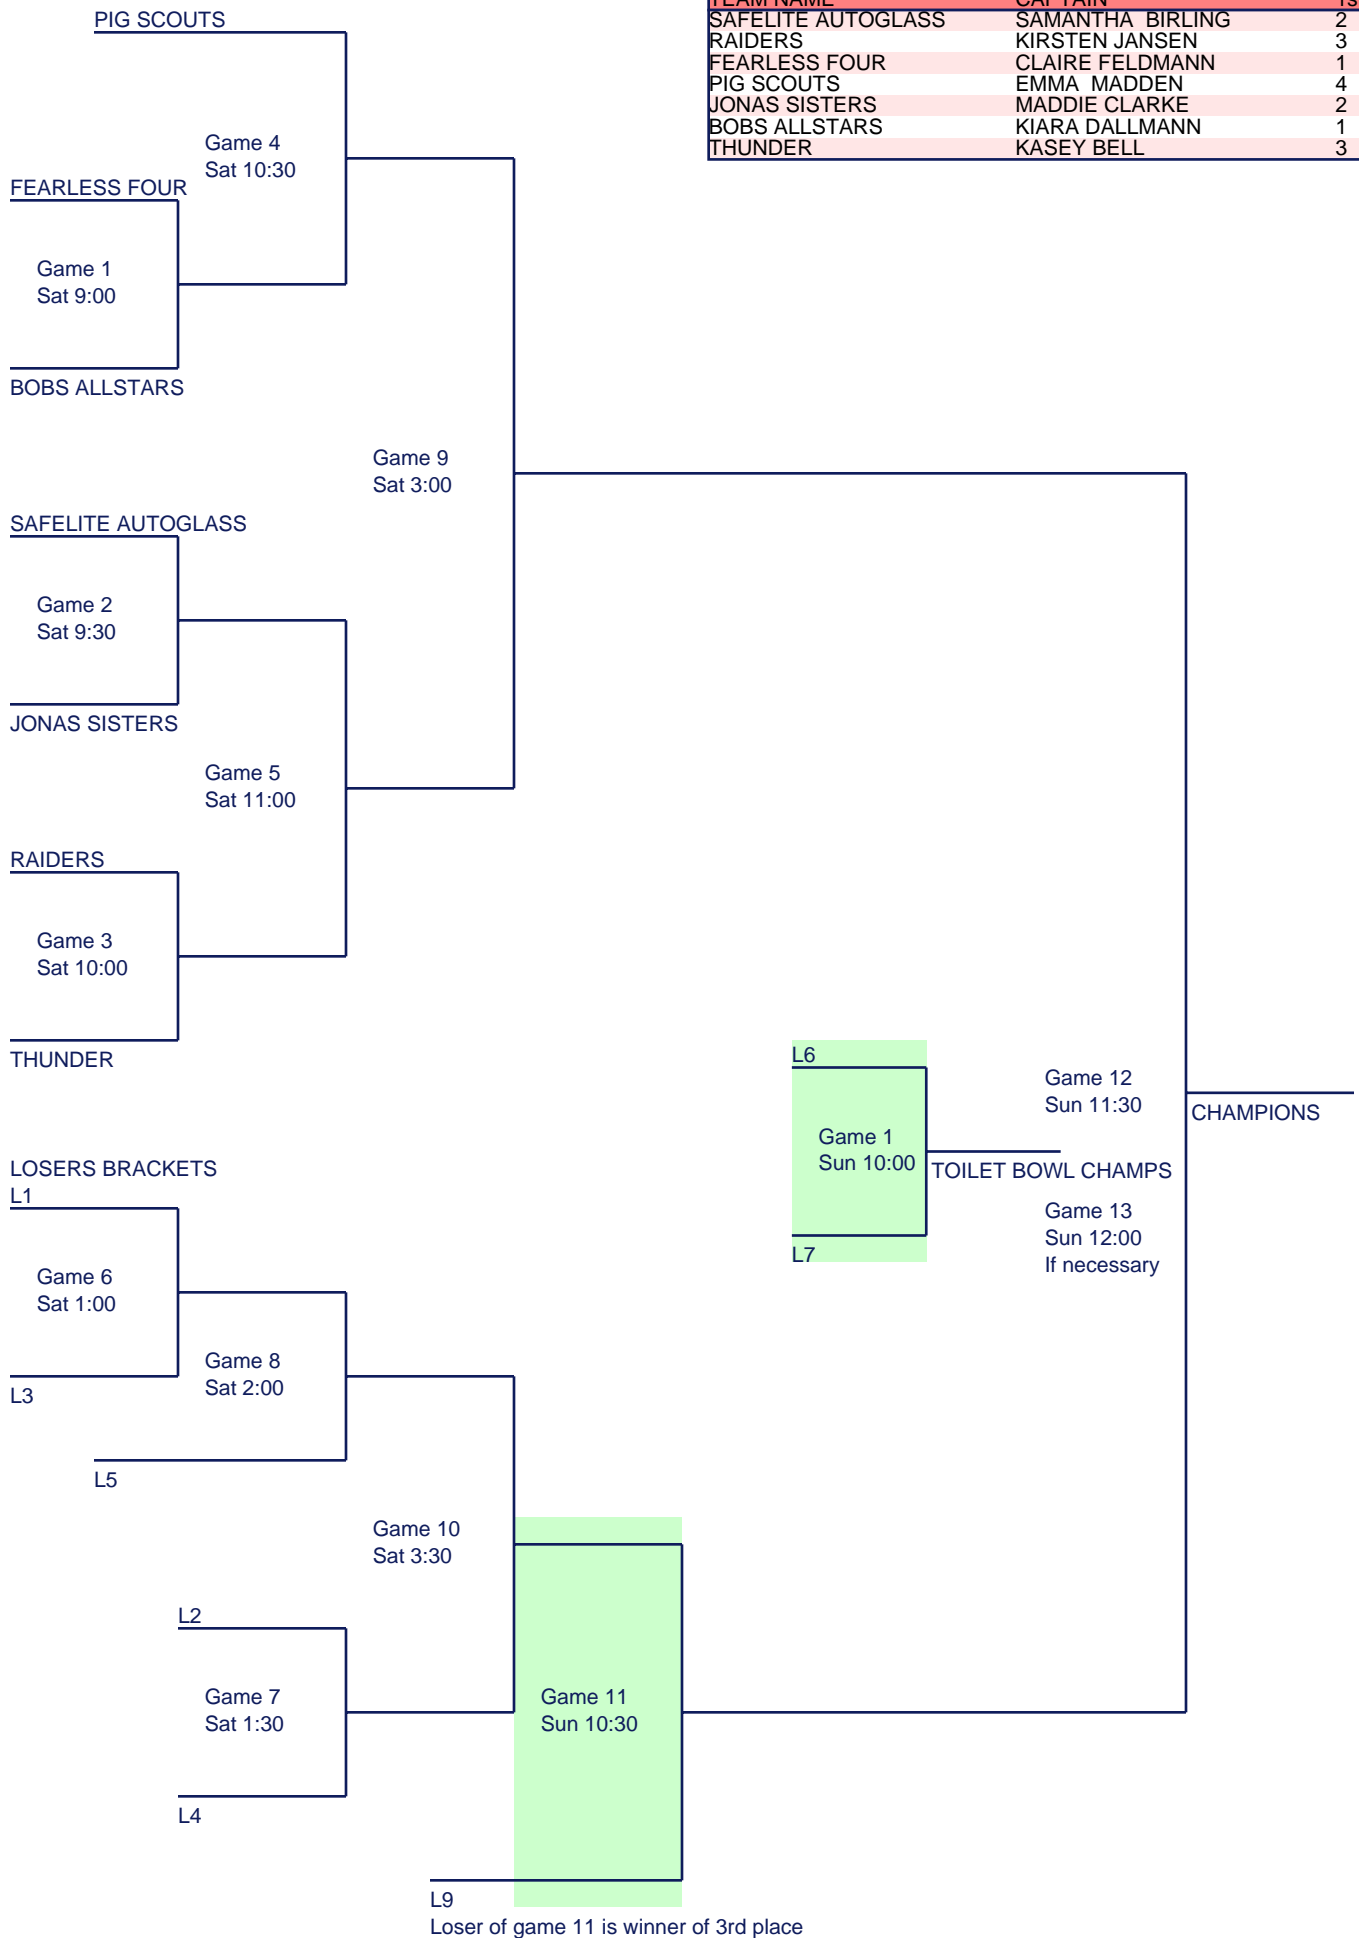 PIG SCOUTS
TEAM NAME CAPTAIN
SAFELITE AUTOGLASS SAMANTHA BIRLING 2
RAIDERS KIRSTEN JANSEN 3
FEARLESS FOUR CLAIRE FELDMANN 1
PIG SCOUTS EMMA MADDEN 4
JONAS SISTERS MADDIE CLARKE 2
BOBS ALLSTARS KIARA DALLMANN 1
THUNDER KASEY BELL 3
Game 4
Sat 10:30
FEARLESS FOUR
Game 1
Sat 9:00
BOBS ALLSTARS
Game 9
Sat 3:00
SAFELITE AUTOGLASS
Game 2
Sat 9:30
JONAS SISTERS
Game 5
Sat 11:00
RAIDERS
Game 3
Sat 10:00
THUNDER
L6
Game 1
Sun 10:00
TOILET BOWL CHAMPS
L7
Game 12
Sun 11:30
CHAMPIONS
Game 13
Sun 12:00
If necessary
LOSERS BRACKETS
L1
Game 6
Sat 1:00
L3
Game 8
Sat 2:00
L5
Game 10
Sat 3:30
L2
Game 7
Sat 1:30
L4
Game 11
Sun 10:30
L9
Loser of game 11 is winner of 3rd place